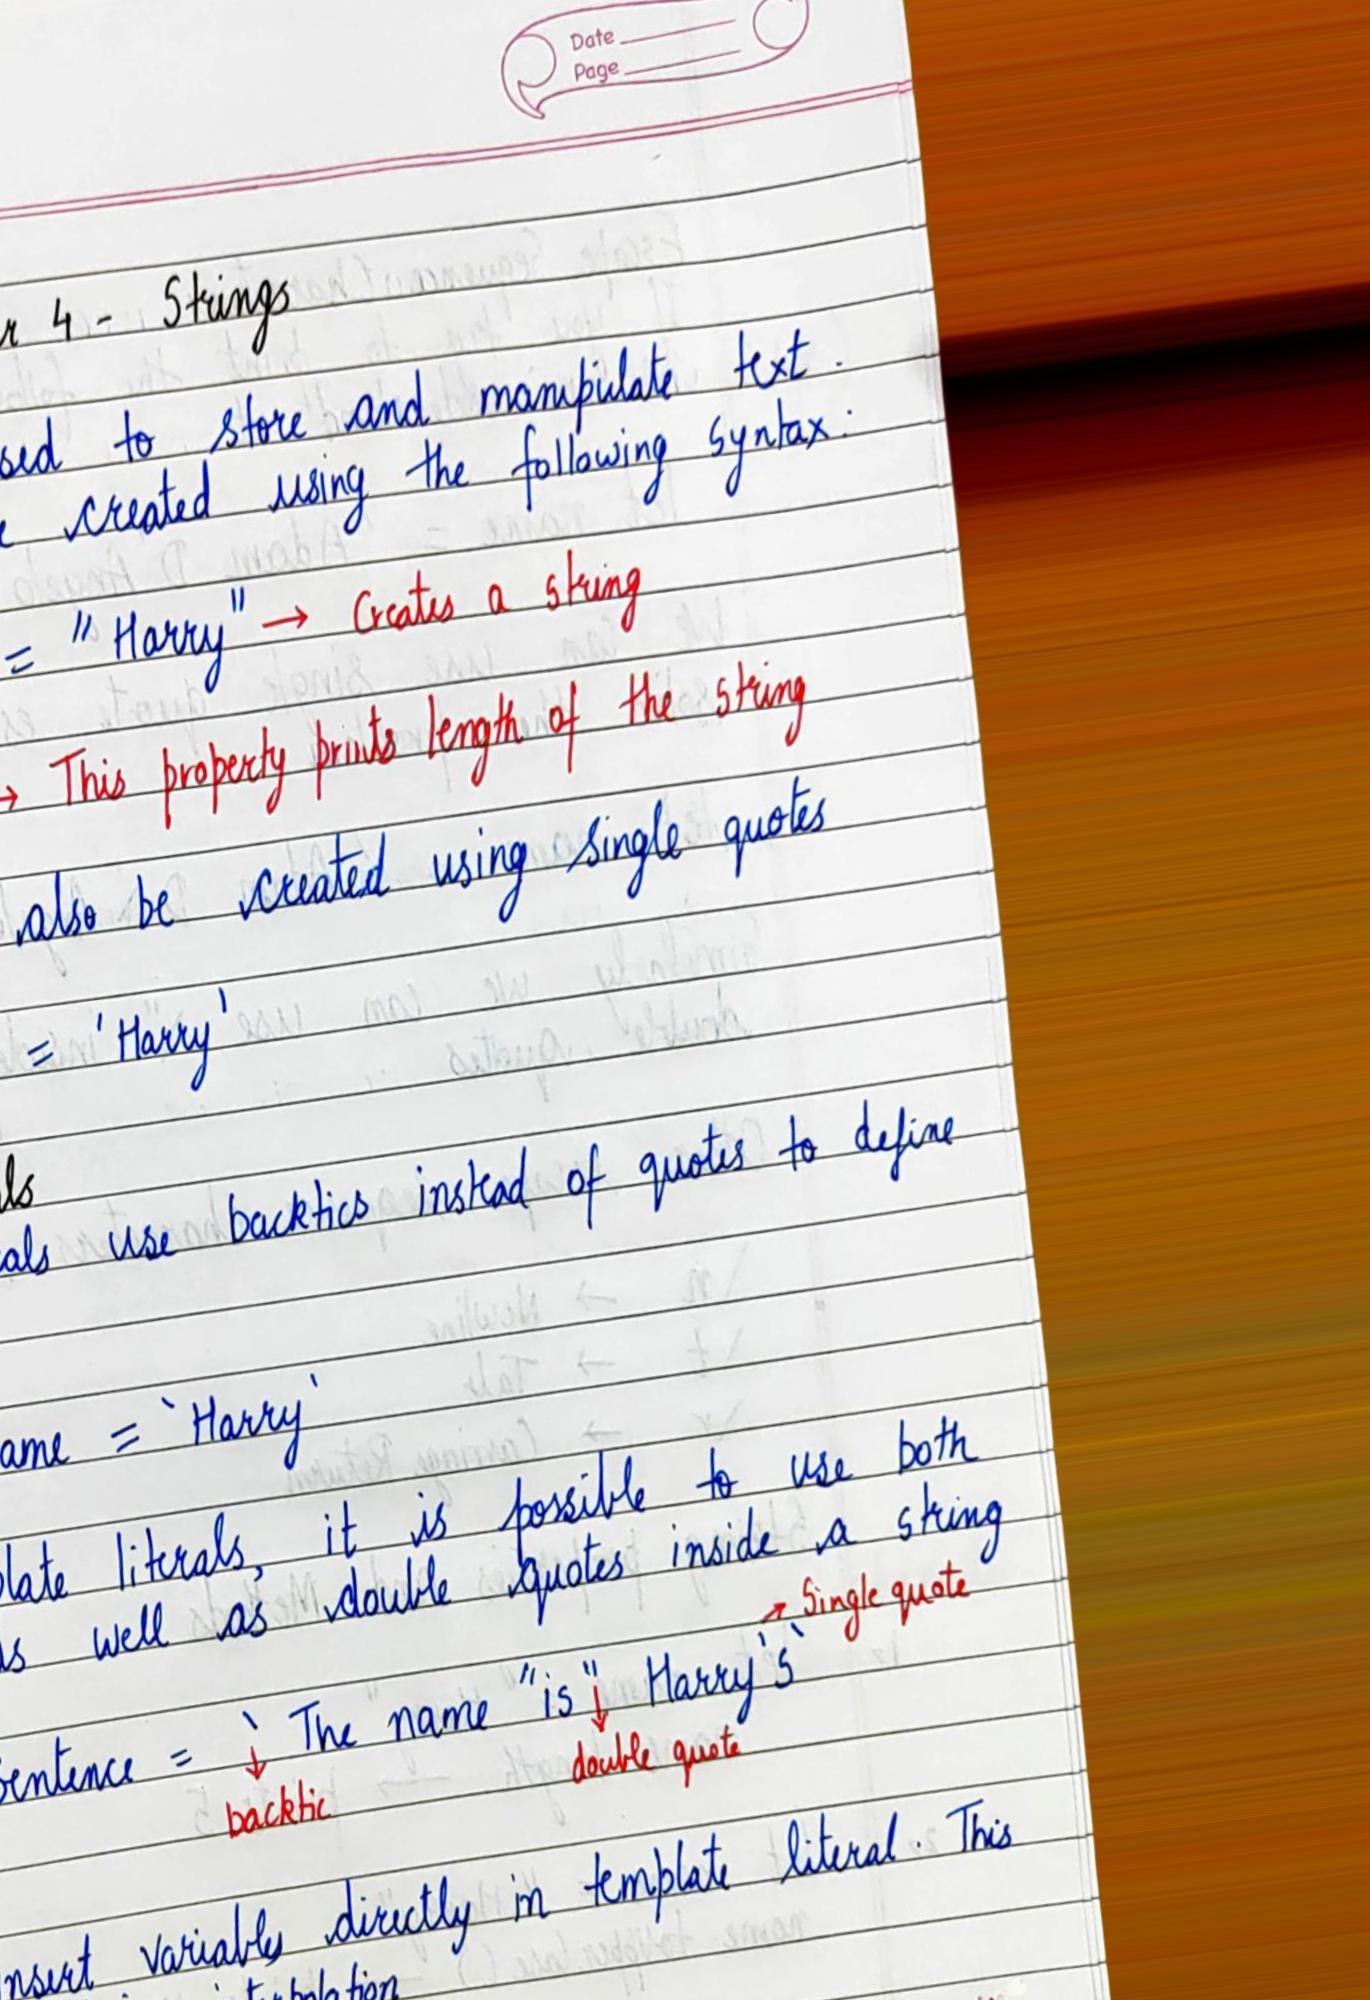 Date
Page
r 4 - Strings
sed to store and manipulate text.
e created using the following syntax:
= "Harry" → Creates a string
→ This property prints length of the string
also be created using single quotes
= 'Harry'
ls
als use backtics instead of quotes to define
ame = `Harry`
late literals, it is possible to use both
s well as double quotes inside a string
→ Single quote
entence = ` The name "is" Harry's`
↓ backtic ↓ double quote
nsert variables directly in template literal. This